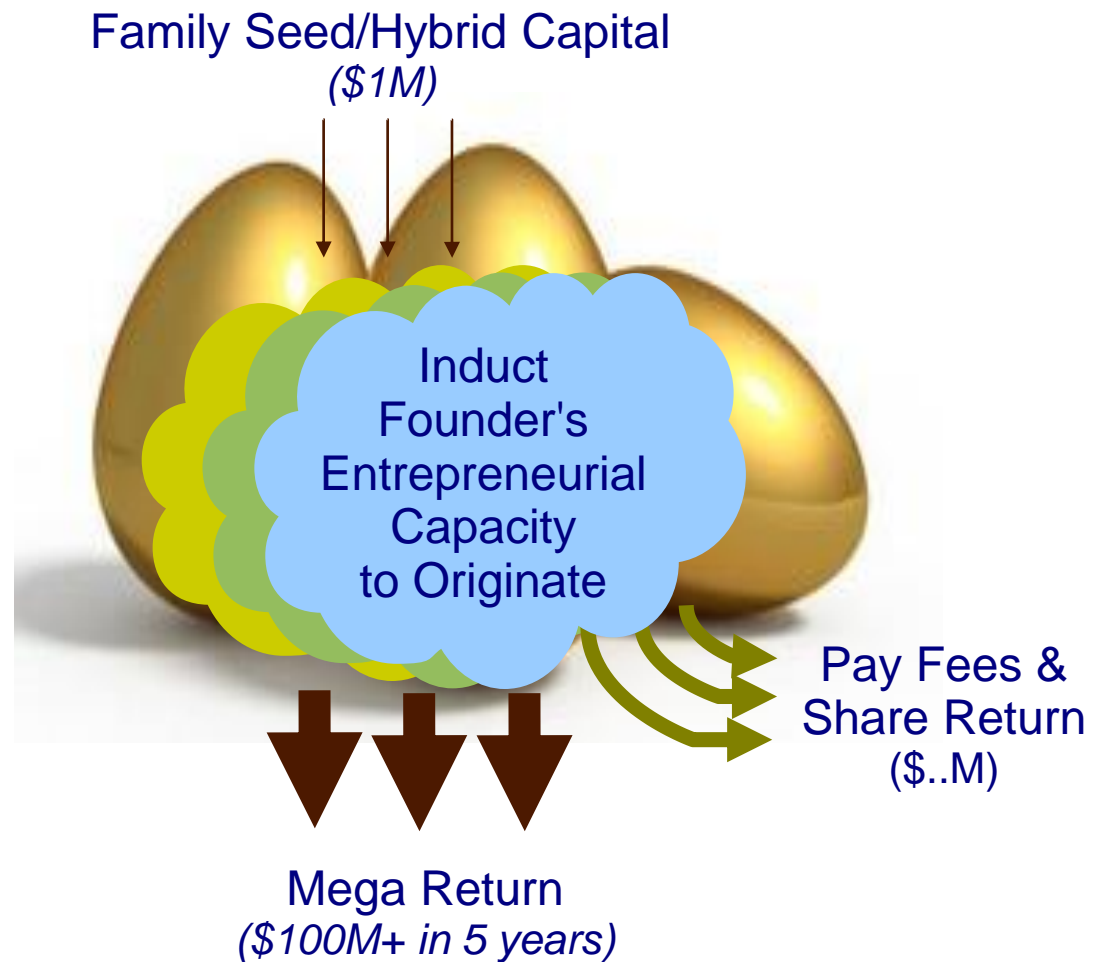 Family Seed/Hybrid Capital
($1M)
Induct
Founder's
Entrepreneurial
Capacity
to Originate
Pay Fees &
Share Return
($..M)
Mega Return
($100M+ in 5 years)